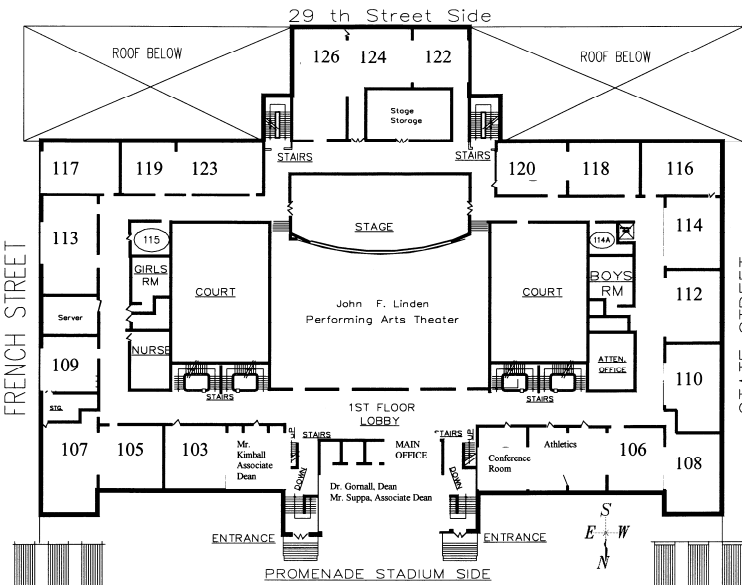 29 th Street Side
ROOF BELOW
ROOF BELOW
126
124
122
Stage
Storage
STAIRS
STAIRS
117
119
123
120
118
116
STAGE
113
115
114A
114
GIRLS
RM
BOYS
RM
COURT
COURT
112
FRENCH STREET
Server
John F. Linden
Performing Arts Theater
NURSE
ATTEN.
OFFICE
109
110
STAIRS
STAIRS
STG.
1ST FLOOR
LOBBY
STAIRS
STAIRS
UP
UP
107
105
103
Mr.
Kimball
Associate
Dean
MAIN
OFFICE
Conference
Room
Athletics
106
108
DOWN
DOWN
Dr. Gornall, Dean
Mr. Suppa, Associate Dean
ENTRANCE
ENTRANCE
S
E W
N
PROMENADE STADIUM SIDE